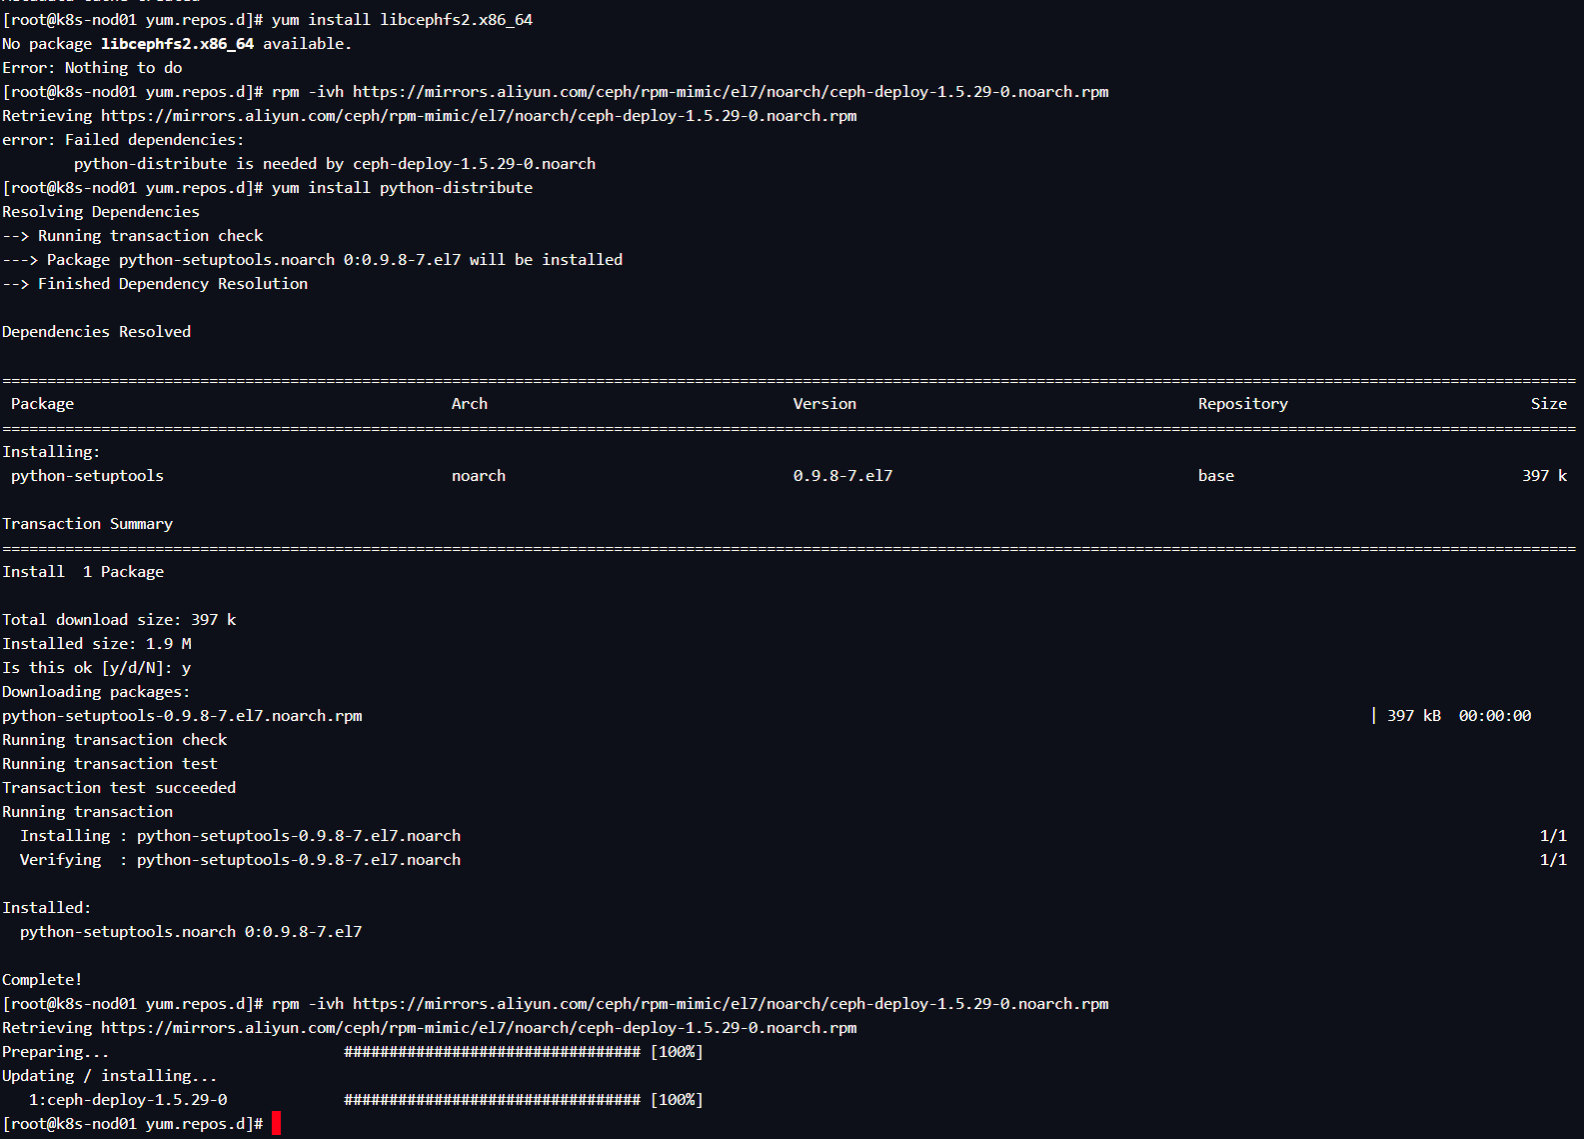 [root@k8s-nod01 yum.repos.d]# yum install libcephfs2.x86_64
No package libcephfs2.x86_64 available.
Error: Nothing to do
[root@k8s-nod01 yum.repos.d]# rpm -ivh https://mirrors.aliyun.com/ceph/rpm-mimic/el7/noarch/ceph-deploy-1.5.29-0.noarch.rpm
Retrieving https://mirrors.aliyun.com/ceph/rpm-mimic/el7/noarch/ceph-deploy-1.5.29-0.noarch.rpm
error: Failed dependencies:
        python-distribute is needed by ceph-deploy-1.5.29-0.noarch
[root@k8s-nod01 yum.repos.d]# yum install python-distribute
Resolving Dependencies
--> Running transaction check
---> Package python-setuptools.noarch 0:0.9.8-7.el7 will be installed
--> Finished Dependency Resolution
Dependencies Resolved
Package Arch Version Repository Size
Installing:
python-setuptools noarch 0.9.8-7.el7 base 397 k
Transaction Summary
Install  1 Package
Total download size: 397 k
Installed size: 1.9 M
Is this ok [y/d/N]: y
Downloading packages:
python-setuptools-0.9.8-7.el7.noarch.rpm | 397 kB  00:00:00
Running transaction check
Running transaction test
Transaction test succeeded
Running transaction
  Installing : python-setuptools-0.9.8-7.el7.noarch 1/1
  Verifying  : python-setuptools-0.9.8-7.el7.noarch 1/1
Installed:
  python-setuptools.noarch 0:0.9.8-7.el7
Complete!
[root@k8s-nod01 yum.repos.d]# rpm -ivh https://mirrors.aliyun.com/ceph/rpm-mimic/el7/noarch/ceph-deploy-1.5.29-0.noarch.rpm
Retrieving https://mirrors.aliyun.com/ceph/rpm-mimic/el7/noarch/ceph-deploy-1.5.29-0.noarch.rpm
Preparing... ################################# [100%]
Updating / installing...
   1:ceph-deploy-1.5.29-0 ################################# [100%]
[root@k8s-nod01 yum.repos.d]#